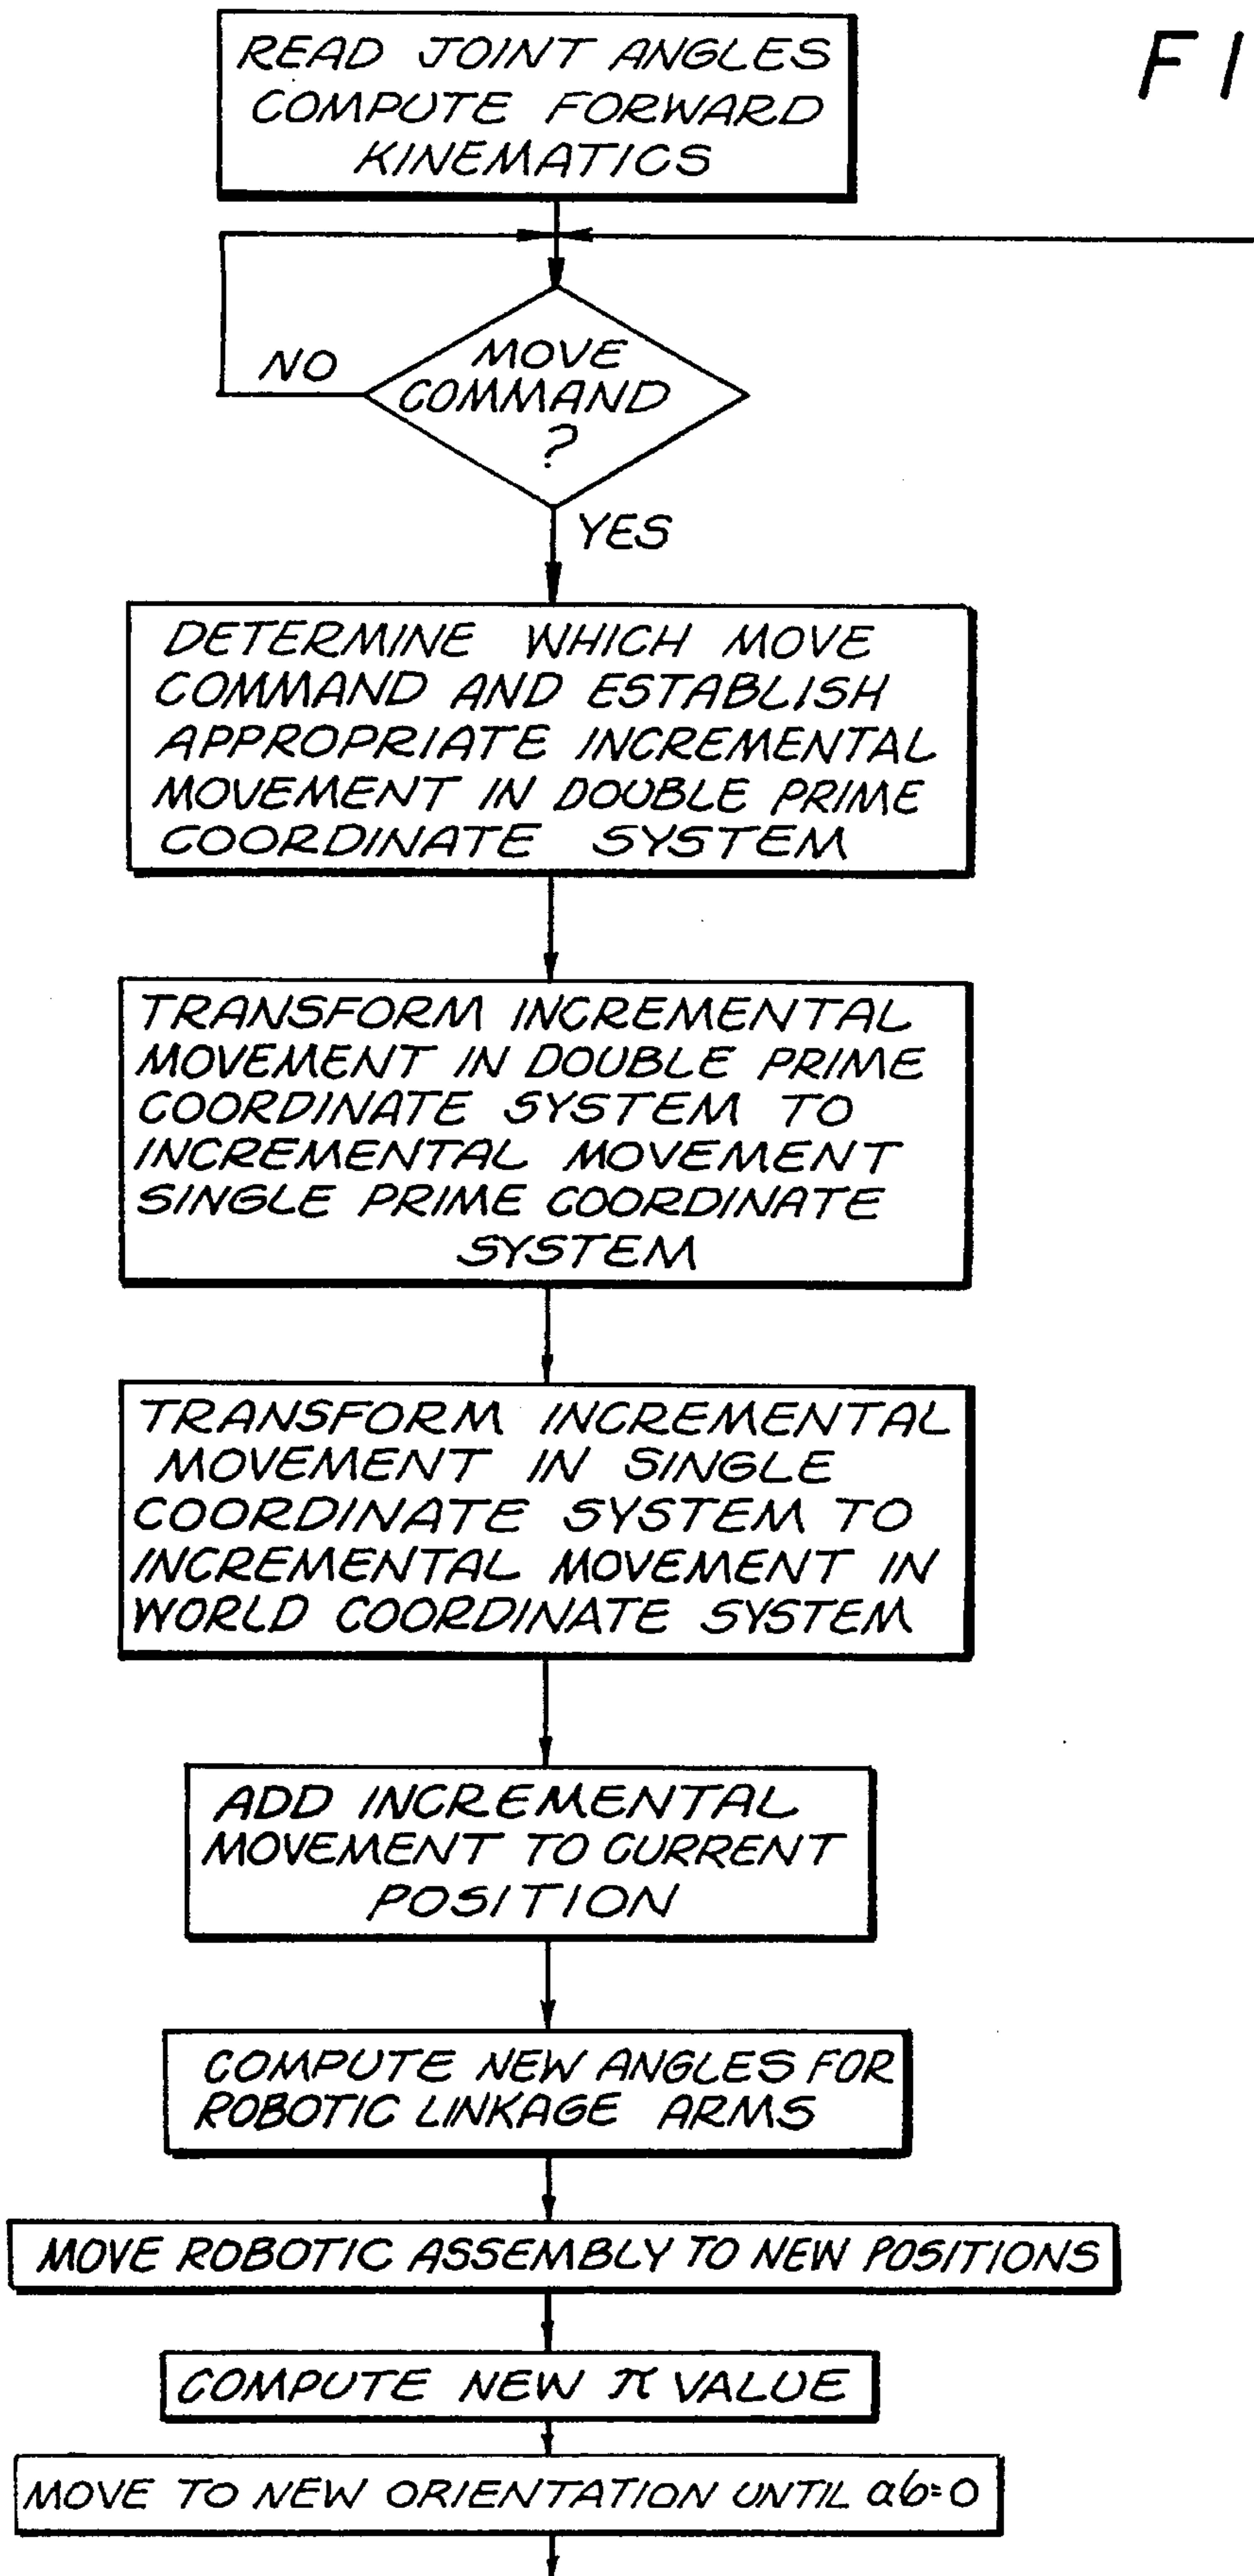 FI
READ JOINT ANGLES
COMPUTE FORWARD
KINEMATICS
NO
MOVE
COMMAND
?
YES
DETERMINE WHICH MOVE
COMMAND AND ESTABLISH
APPROPRIATE INCREMENTAL
MOVEMENT IN DOUBLE PRIME
COORDINATE SYSTEM
TRANSFORM INCREMENTAL
MOVEMENT IN DOUBLE PRIME
COORDINATE SYSTEM TO
INCREMENTAL MOVEMENT
SINGLE PRIME COORDINATE
SYSTEM
TRANSFORM INCREMENTAL
MOVEMENT IN SINGLE
COORDINATE SYSTEM TO
INCREMENTAL MOVEMENT IN
WORLD COORDINATE SYSTEM
ADD INCREMENTAL
MOVEMENT TO CURRENT
POSITION
COMPUTE NEW ANGLES FOR
ROBOTIC LINKAGE ARMS
MOVE ROBOTIC ASSEMBLY TO NEW POSITIONS
COMPUTE NEW π VALUE
MOVE TO NEW ORIENTATION UNTIL α6=0